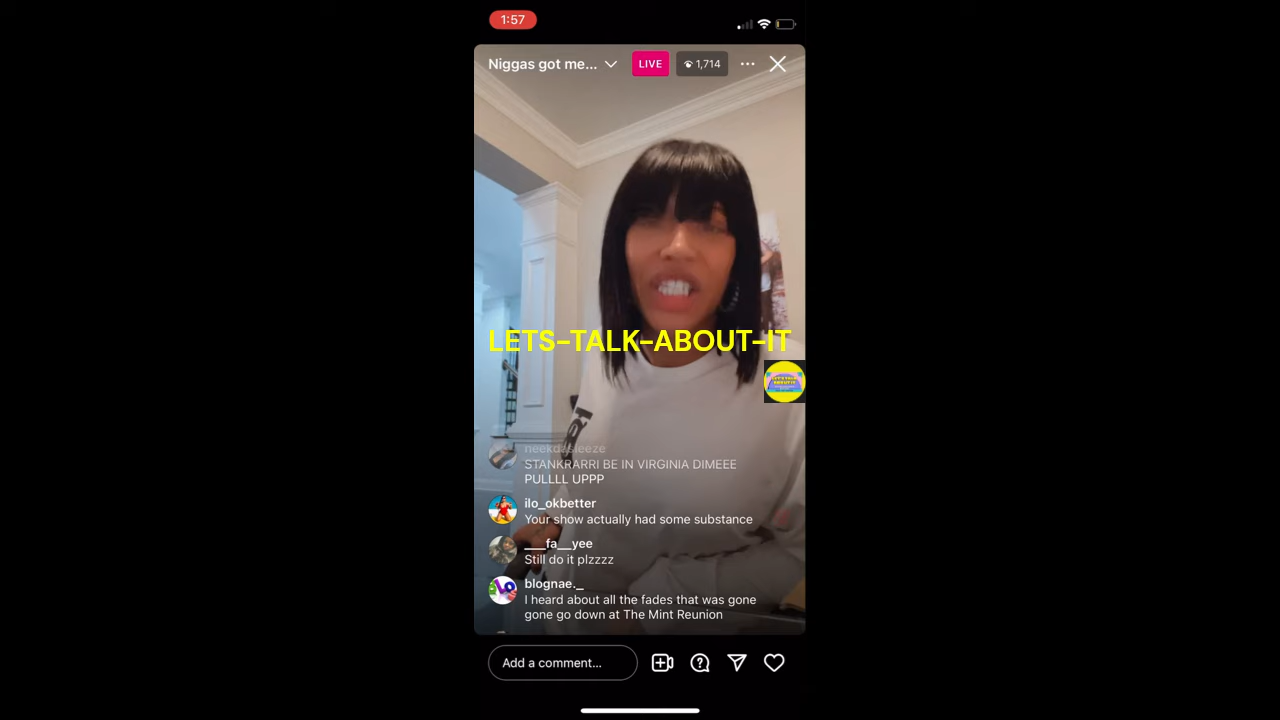 1:57
Niggas got me...
LIVE
1,714
LETS-TALK-ABOUT-IT
neekdasleeze
STANKRARRI BE IN VIRGINIA DIMEEE
PULLLL UPPP
ilo_okbetter
Your show actually had some substance
___fa__yee
Still do it plzzzz
blognae._
I heard about all the fades that was gone
gone go down at The Mint Reunion
Add a comment...